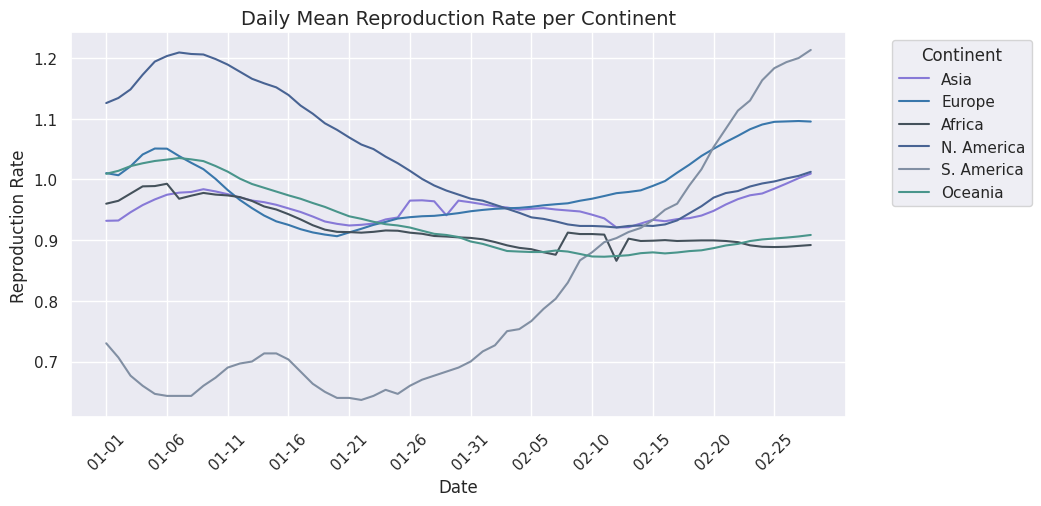 Daily Mean Reproduction Rate per Continent
Reproduction Rate
1.2
1.1
1.0
0.9
0.8
0.7
01-01
01-06
01-11
01-16
01-21
01-26
01-31
02-05
02-10
02-15
02-20
02-25
Date
Continent
Asia
Europe
Africa
N. America
S. America
Oceania